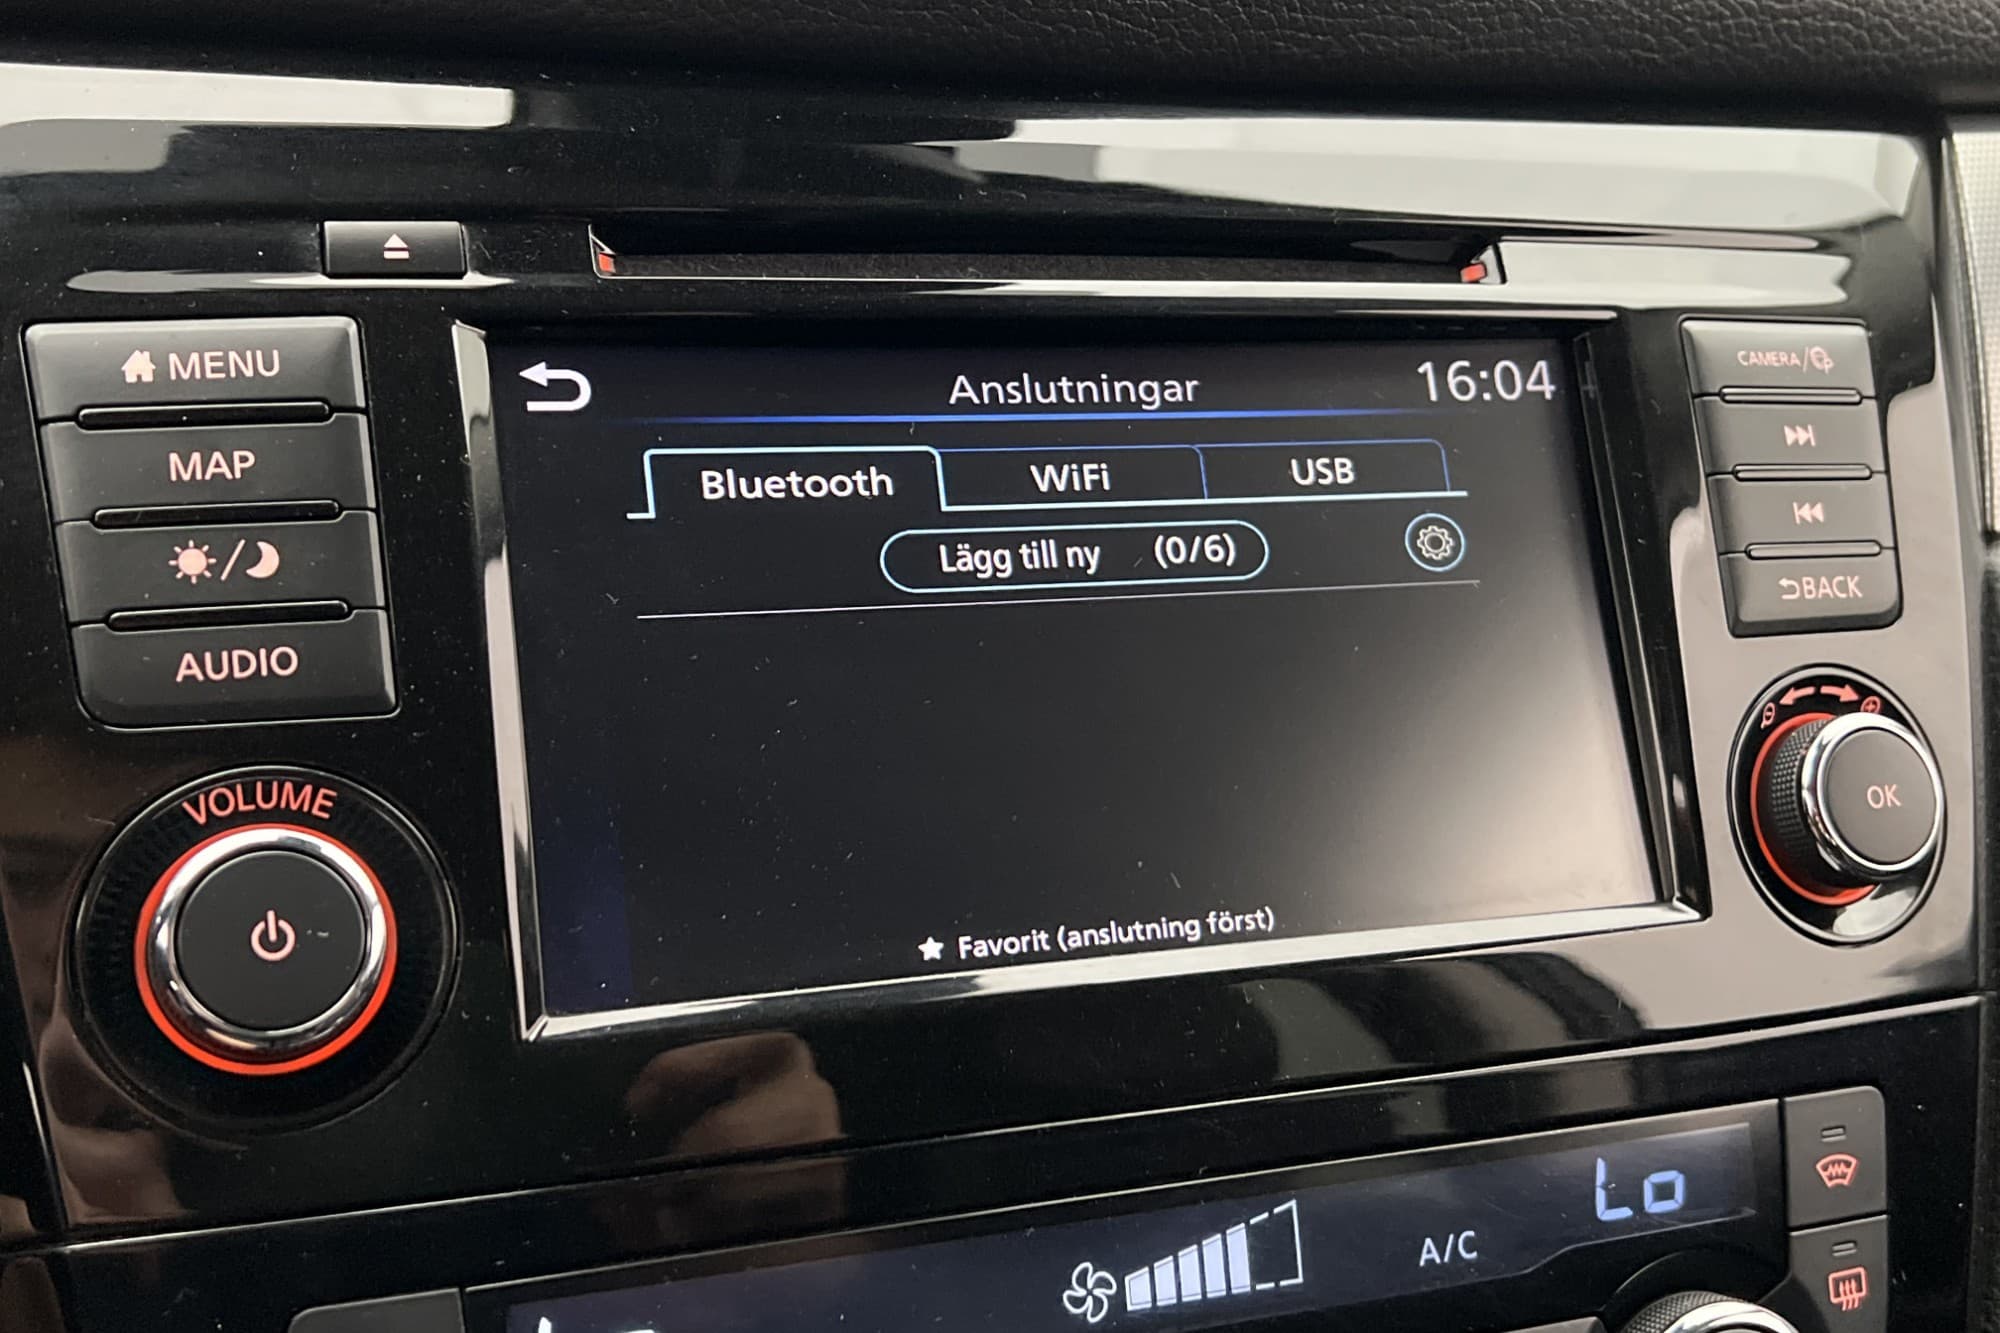 MENU
MAP
AUDIO
VOLUME
Anslutningar
16:04
Bluetooth
WiFi
USB
Lägg till ny (0/6)
Favorit (anslutning först)
CAMERA/
BACK
OK
A/C
Lo